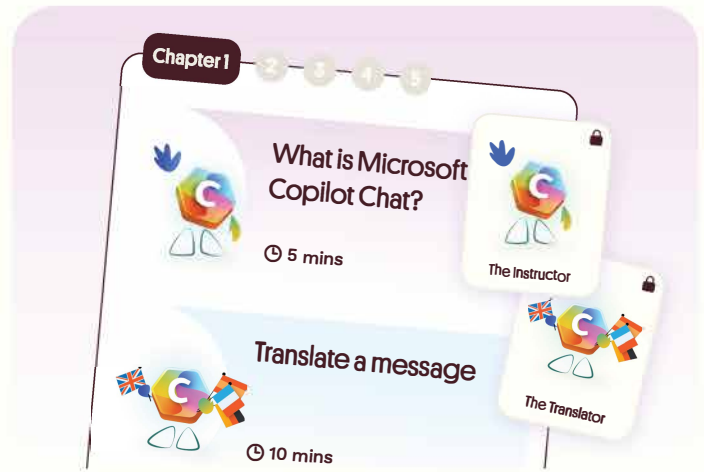 Chapter 1
2
3
4
5
What is Microsoft
Copilot Chat?
5 mins
C
C
The Instructor
Translate a message
10 mins
C
C
The Translator